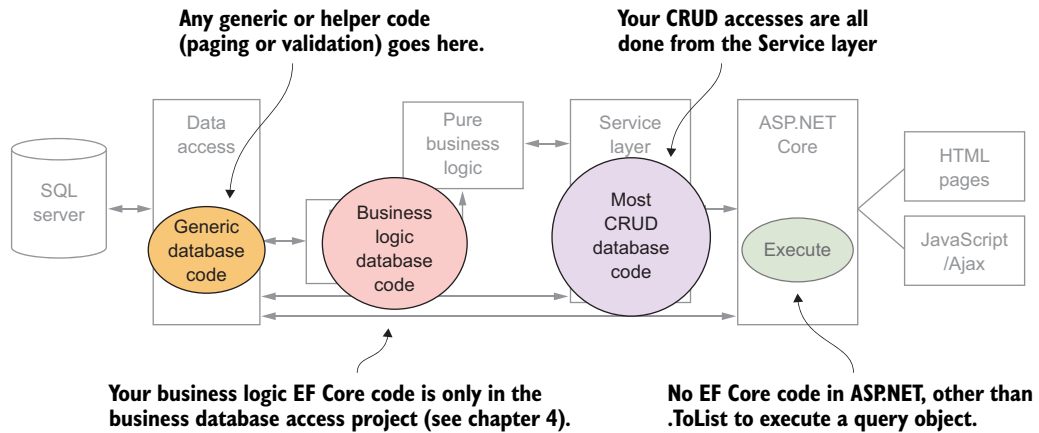 Any generic or helper code
(paging or validation) goes here.
Your CRUD accesses are all
done from the Service layer
Data
access
Pure
business
logic
Service
layer
ASP.NET
Core
HTML
pages
SQL
server
Generic
database
code
Business
logic
database
code
Most
CRUD
database
code
Execute
JavaScript
/Ajax
Your business logic EF Core code is only in the
business database access project (see chapter 4).
No EF Core code in ASP.NET, other than
.ToList to execute a query object.